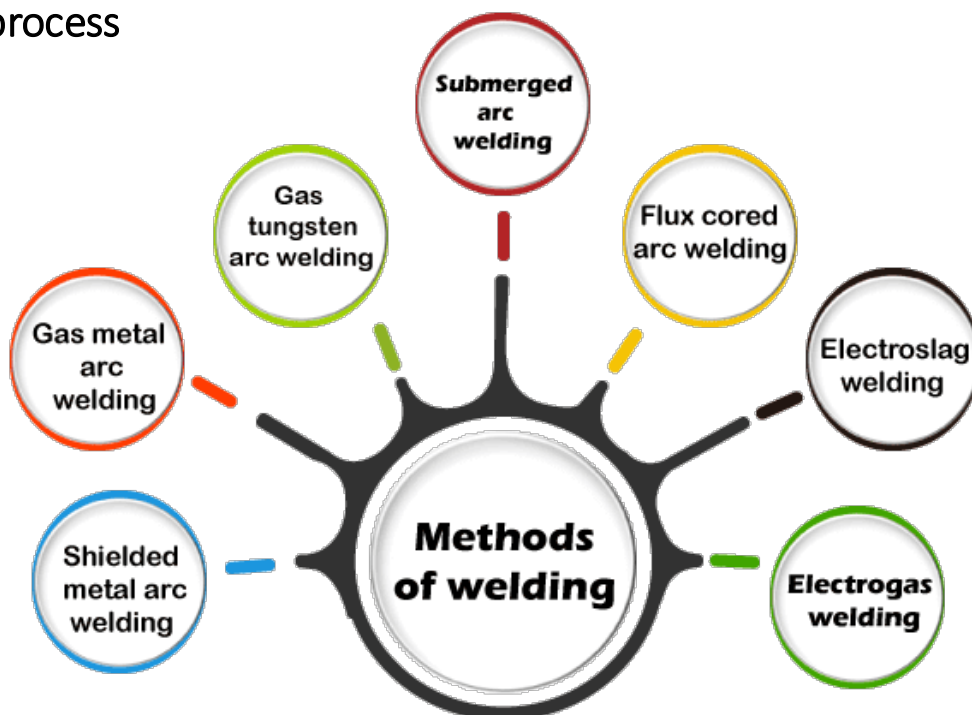 process
Submerged
arc
welding
Gas
tungsten
arc welding
Flux cored
arc welding
Gas metal
arc
welding
Electroslag
welding
Methods
of welding
Shielded
metal arc
welding
Electrogas
welding